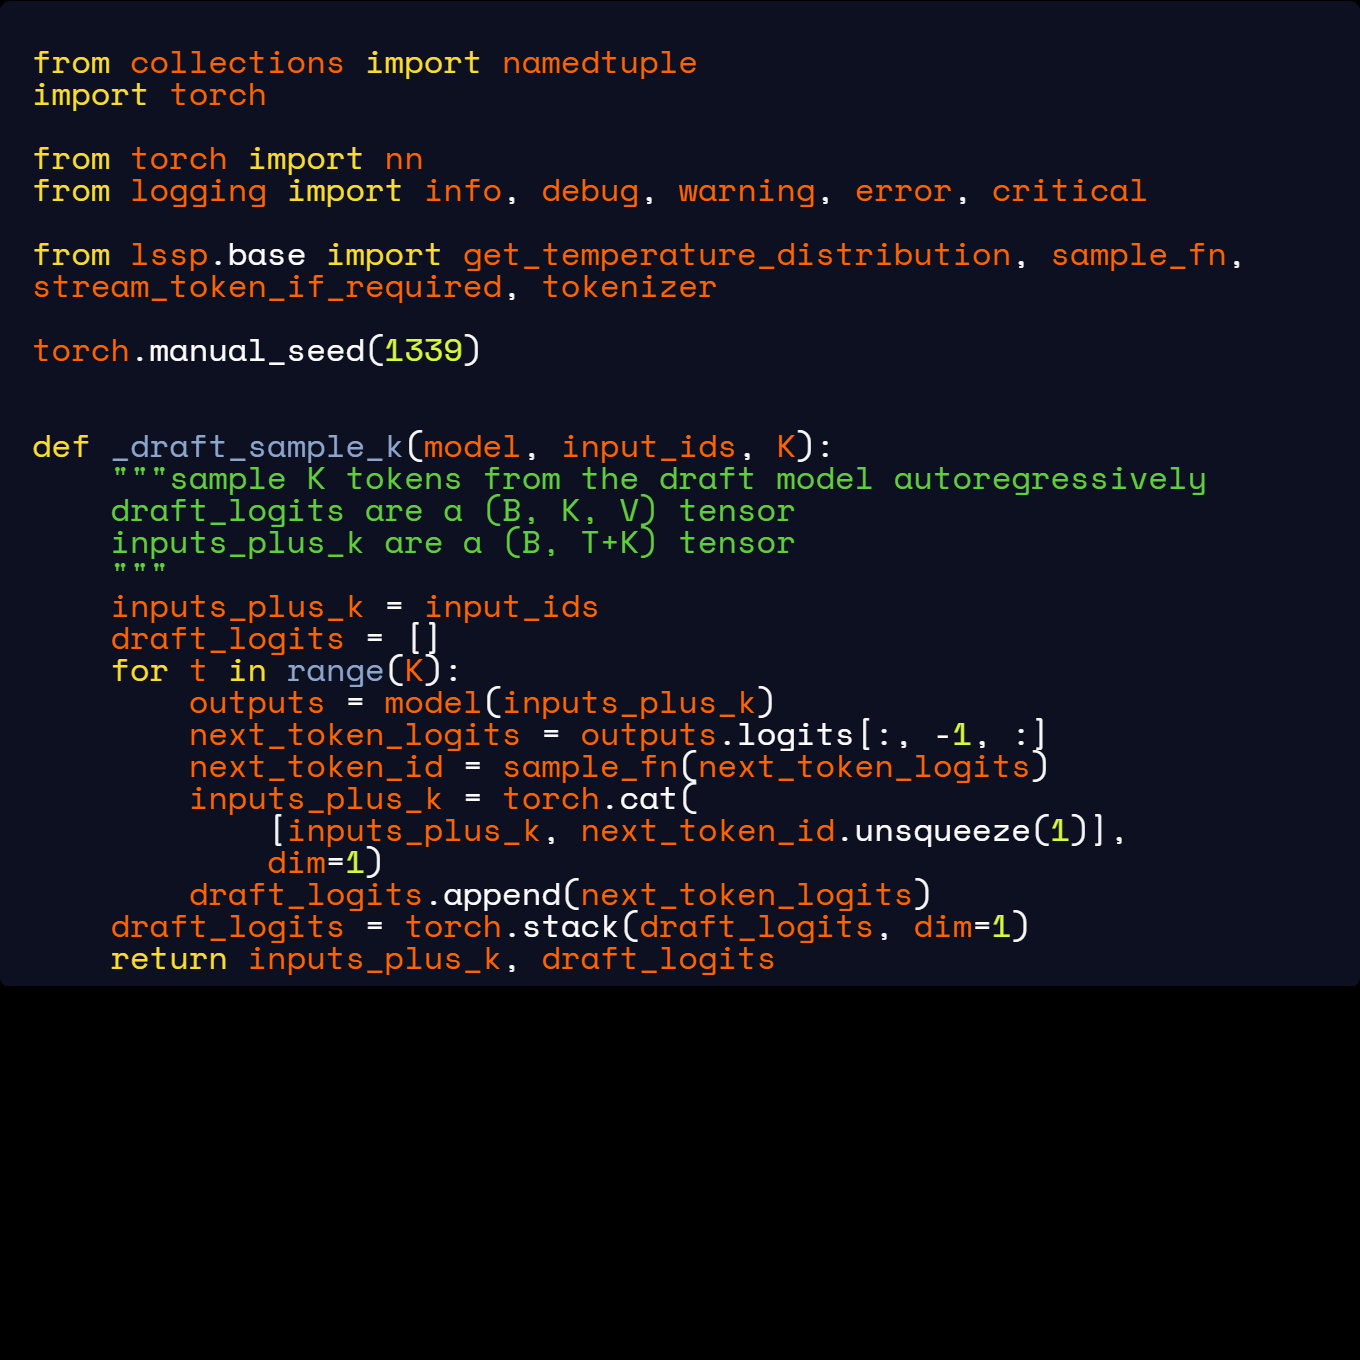 from collections import namedtuple
import torch

from torch import nn
from logging import info, debug, warning, error, critical

from lssp.base import get_temperature_distribution, sample_fn,
stream_token_if_required, tokenizer

torch.manual_seed(1339)


def _draft_sample_k(model, input_ids, K):
    """sample K tokens from the draft model autoregressively
    draft_logits are a (B, K, V) tensor
    inputs_plus_k are a (B, T+K) tensor
    """
    inputs_plus_k = input_ids
    draft_logits = []
    for t in range(K):
        outputs = model(inputs_plus_k)
        next_token_logits = outputs.logits[:, -1, :]
        next_token_id = sample_fn(next_token_logits)
        inputs_plus_k = torch.cat(
            [inputs_plus_k, next_token_id.unsqueeze(1)],
            dim=1)
        draft_logits.append(next_token_logits)
    draft_logits = torch.stack(draft_logits, dim=1)
    return inputs_plus_k, draft_logits